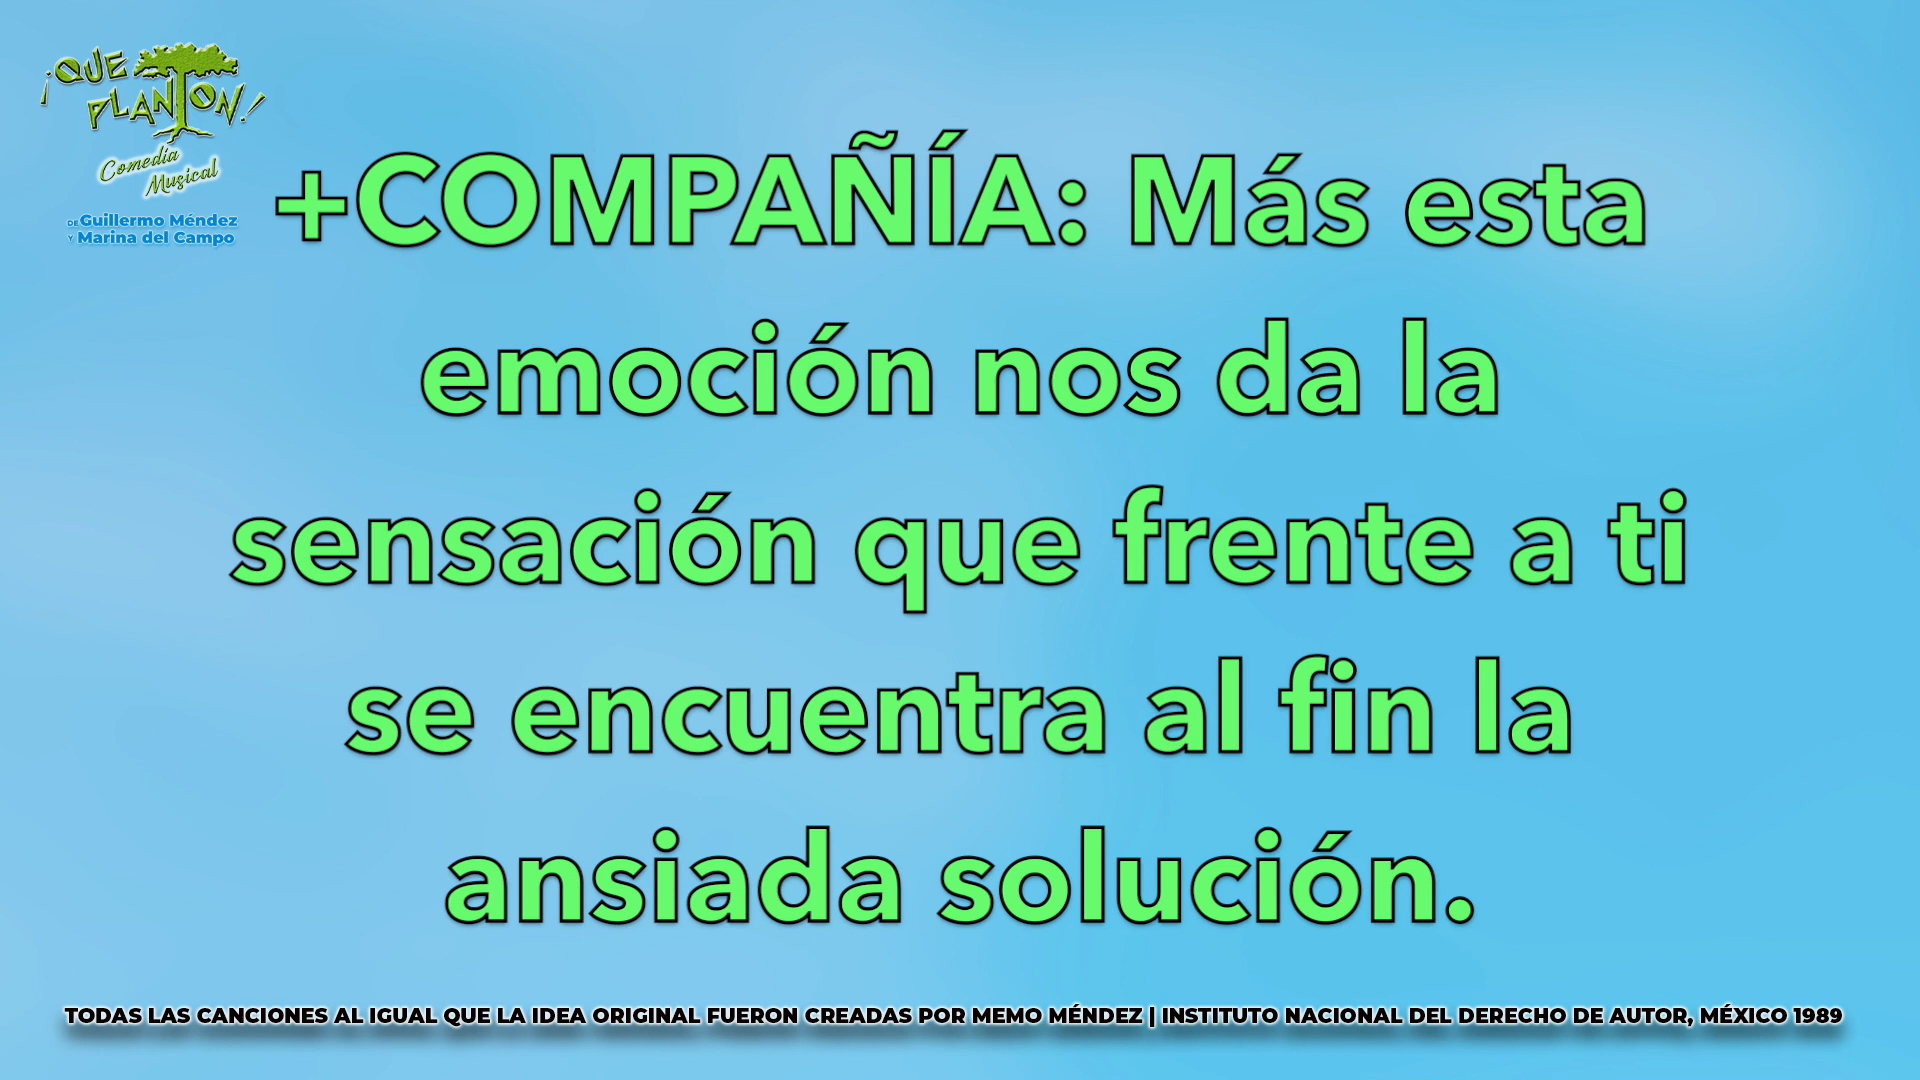 ¡QUE
PLANTON!
Comedia
Musical
DE Guillermo Méndez
Y Marina del Campo
+COMPAÑÍA: Más esta
emoción nos da la
sensación que frente a ti
se encuentra al fin la
ansiada solución.
TODAS LAS CANCIONES AL IGUAL QUE LA IDEA ORIGINAL FUERON CREADAS POR MEMO MÉNDEZ | INSTITUTO NACIONAL DEL DERECHO DE AUTOR, MÉXICO 1989